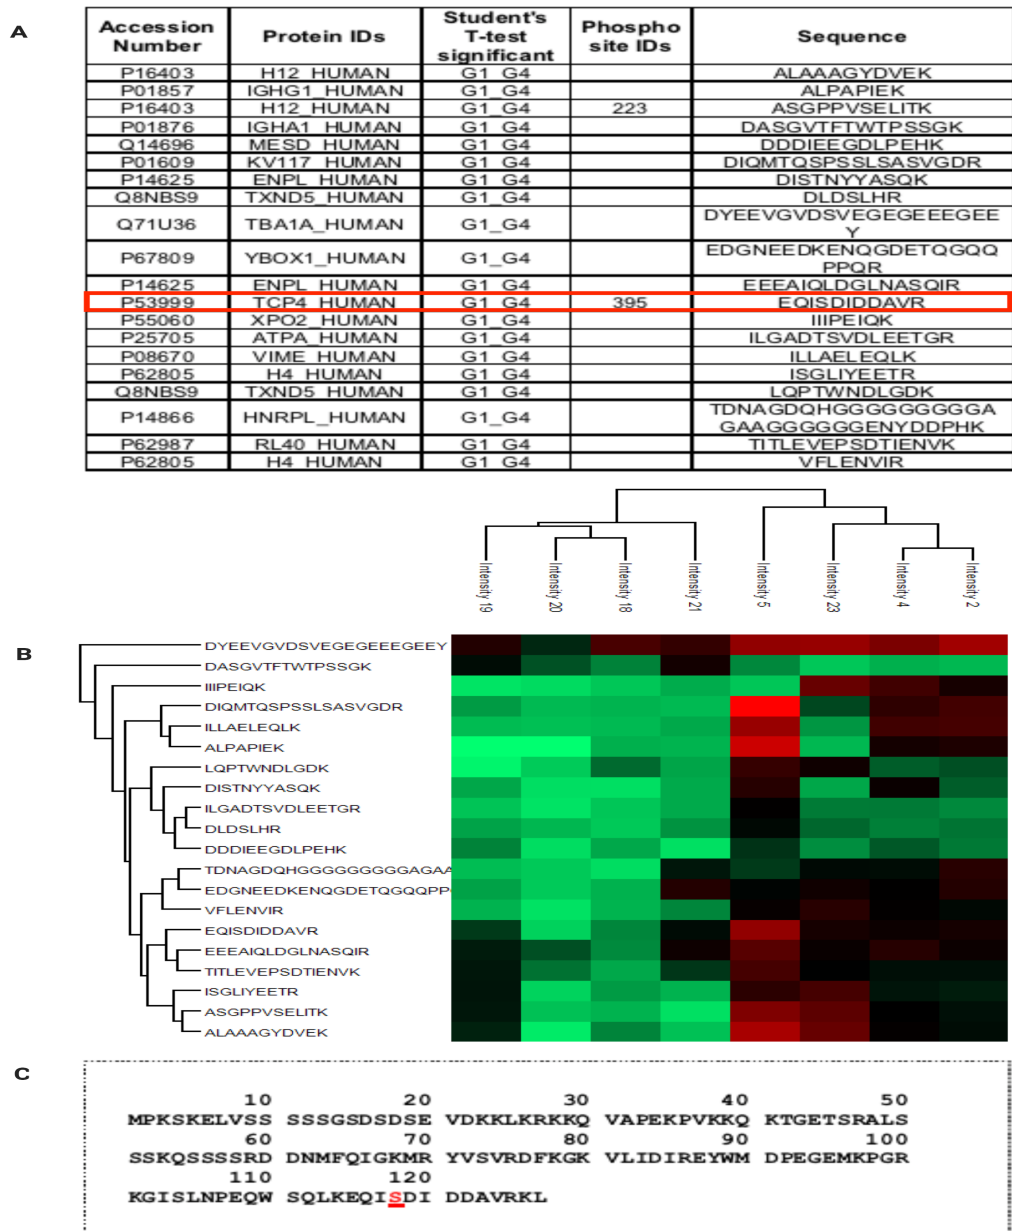 A
Accession Number Protein IDs Student's T-test significant Phospho site IDs Sequence
P16403 H12_HUMAN G1_G4 ALAAAGYDVEK
P01857 IGHG1_HUMAN G1_G4 ALPAPIEK
P16403 H12_HUMAN G1_G4 223 ASGPPVSELITK
P01876 IGHA1_HUMAN G1_G4 DASGVTFTWTPSSGK
Q14696 MESD_HUMAN G1_G4 DDDIEEGDLPEHK
P01609 KV117_HUMAN G1_G4 DIQMTQSPSSLSASVGDR
P14625 ENPL_HUMAN G1_G4 DISTNYYASQK
Q8NBS9 TXND5_HUMAN G1_G4 DLDSLHR
Q71U36 TBA1A_HUMAN G1_G4 DYEEVGVDSVEGEGEEEGEE
Y
P67809 YBOX1_HUMAN G1_G4 EDGNEEDKENQGDETQGQQ
PPQR
P14625 ENPL_HUMAN G1_G4 EEEAIQLDGLNASQIR
P53999 TCP4_HUMAN G1_G4 395 EQISDIDDAVR
P55060 XPO2_HUMAN G1_G4 IIIPEIQK
P25705 ATPA_HUMAN G1_G4 ILGADTSVDLEETGR
P08670 VIME_HUMAN G1_G4 ILLAELEQLK
P62805 H4_HUMAN G1_G4 ISGLIYEETR
Q8NBS9 TXND5_HUMAN G1_G4 LQPTWNDLGDK
P14866 HNRPL_HUMAN G1_G4 TDNAGDQHGGGGGGGGGA
GAAGGGGGGENYDDPHK
P62987 RL40_HUMAN G1_G4 TITLEVEPSDTIENVK
P62805 H4_HUMAN G1_G4 VFLENVIR
Intensity 19 Intensity 20 Intensity 18 Intensity 21 Intensity 5 Intensity 23 Intensity 4 Intensity 2
B
DYEEVGVDSVEGEGEEEGEEY
DASGVTFTWTPSSGK
IIIPEIQK
DIQMTQSPSSLSASVGDR
ILLAELEQLK
ALPAPIEK
LQPTWNDLGDK
DISTNYYASQK
ILGADTSVDLEETGR
DLDSLHR
DDDIEEGDLPEHK
TDNAGDQHGGGGGGGGGAGAA
EDGNEEDKENQGDETQGQQPP
VFLENVIR
EQISDIDDAVR
EEEAIQLDGLNASQIR
TITLEVEPSDTIENVK
ISGLIYEETR
ASGPPVSELITK
ALAAAGYDVEK
C
10 20 30 40 50
MPKSKELVSS SSSGSDSDSE VDKKLKRKKQ VAPEKPVKKQ KTGETSRALS
60 70 80 90 100
SSKQSSSSRD DNMFQIGKMR YVSVRDFKGK VLIDIREYWM DPEGEMKPGR
110 120
KGISLNPEQW SQLKEQISDI DDAVRKL